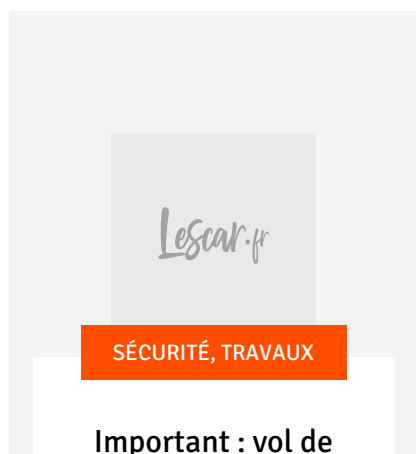 Lescar.fr
SÉCURITÉ, TRAVAUX
Important : vol de